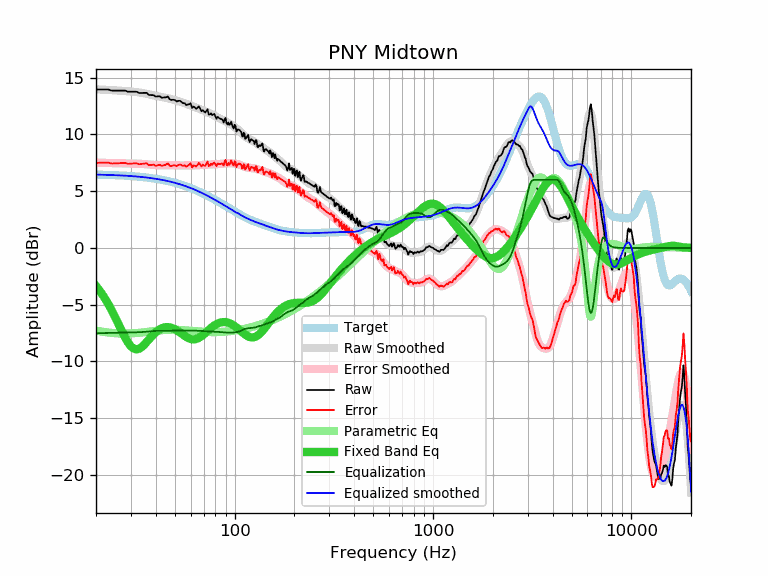 PNY Midtown
Amplitude (dBr)
15
10
5
0
−5
−10
−15
−20
Target
Raw Smoothed
Error Smoothed
Raw
Error
Parametric Eq
Fixed Band Eq
Equalization
Equalized smoothed
100
1000
10000
Frequency (Hz)